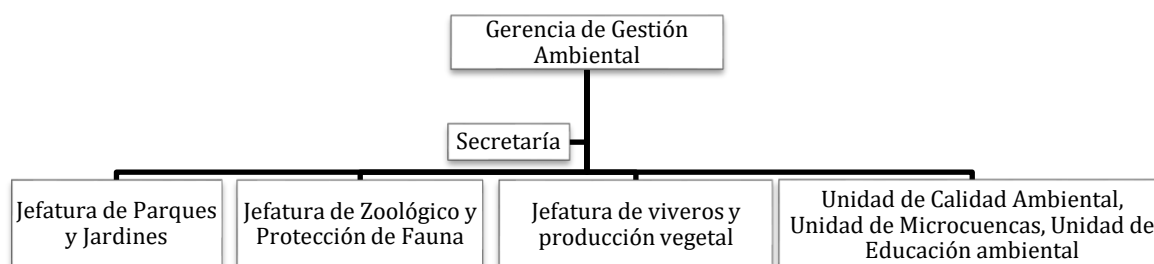 Gerencia de Gestión
Ambiental
Secretaría
Jefatura de Parques
y Jardines
Jefatura de Zoológico y
Protección de Fauna
Jefatura de viveros y
producción vegetal
Unidad de Calidad Ambiental,
Unidad de Microcuencas, Unidad de
Educación ambiental